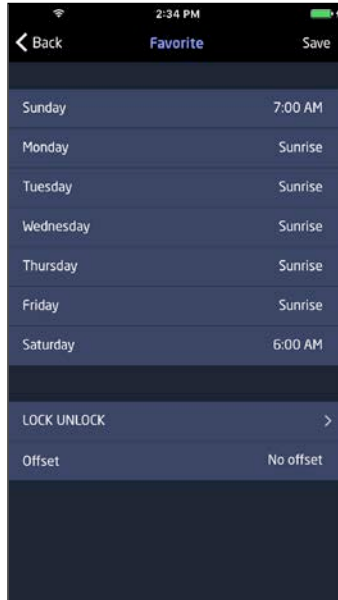 2:34 PM
Back Favorite Save
Sunday 7:00 AM
Monday Sunrise
Tuesday Sunrise
Wednesday Sunrise
Thursday Sunrise
Friday Sunrise
Saturday 6:00 AM
LOCK UNLOCK
Offset No offset